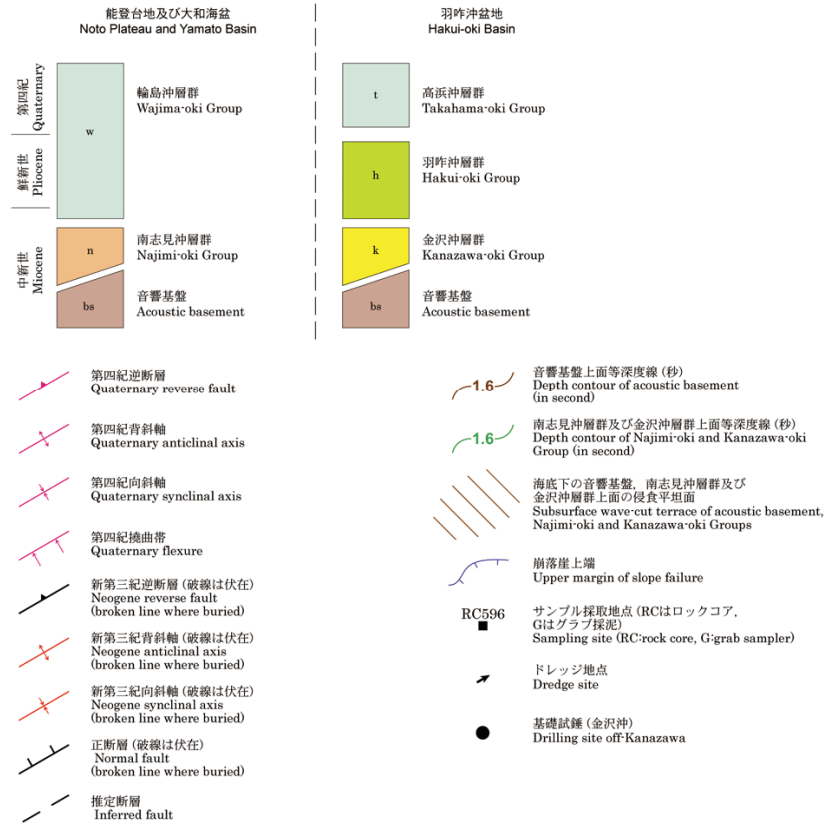 能登台地及び大和海盆
Noto Plateau and Yamato Basin
羽咋沖盆地
Hakui-oki Basin
第四紀
Quaternary
鮮新世
Pliocene
中新世
Miocene
w
輪島沖層群
Wajima-oki Group
n
南志見沖層群
Najimi-oki Group
bs
音響基盤
Acoustic basement
t
高浜沖層群
Takahama-oki Group
h
羽咋沖層群
Hakui-oki Group
k
金沢沖層群
Kanazawa-oki Group
bs
音響基盤
Acoustic basement
第四紀逆断層
Quaternary reverse fault
第四紀背斜軸
Quaternary anticlinal axis
第四紀向斜軸
Quaternary synclinal axis
第四紀撓曲帯
Quaternary flexure
新第三紀逆断層 (破線は伏在)
Neogene reverse fault
(broken line where buried)
新第三紀背斜軸 (破線は伏在)
Neogene anticlinal axis
(broken line where buried)
新第三紀向斜軸 (破線は伏在)
Neogene synclinal axis
(broken line where buried)
正断層 (破線は伏在)
Normal fault
(broken line where buried)
推定断層
Inferred fault
1.6
音響基盤上面等深度線 (秒)
Depth contour of acoustic basement
(in second)
1.6
南志見沖層群及び金沢沖層群上面等深度線 (秒)
Depth contour of Najimi-oki and Kanazawa-oki
Group (in second)
海底下の音響基盤，南志見沖層群及び
金沢沖層群上面の侵食平坦面
Subsurface wave-cut terrace of acoustic basement,
Najimi-oki and Kanazawa-oki Groups
崩落崖上端
Upper margin of slope failure
RC596
サンプル採取地点 (RCはロックコア，
Gはグラブ採泥)
Sampling site (RC:rock core, G:grab sampler)
ドレッジ地点
Dredge site
基礎試錐 (金沢沖)
Drilling site off-Kanazawa